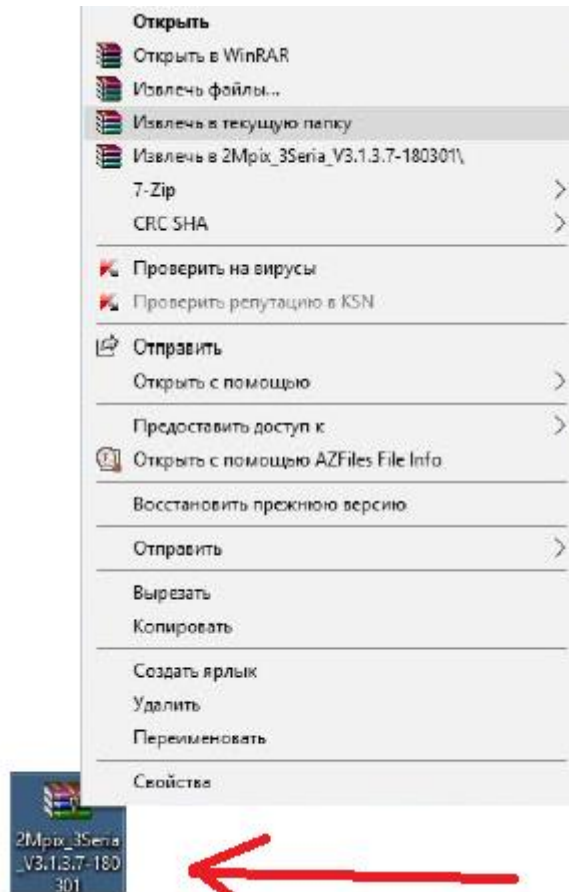 Открыть
Открыть в WinRAR
Извлечь файлы...
Извлечь в текущую папку
Извлечь в 2Mpix_3Seria_V3.1.3.7-180301\
7-Zip
CRC SHA
Проверить на вирусы
Проверить репутацию в KSN
Отправить
Открыть с помощью
Предоставить доступ к
Открыть с помощью AZFiles File Info
Восстановить прежнюю версию
Отправить
Вырезать
Копировать
Создать ярлык
Удалить
Переименовать
Свойства
2Mpix_3Seria
_V3.1.3.7-180
301